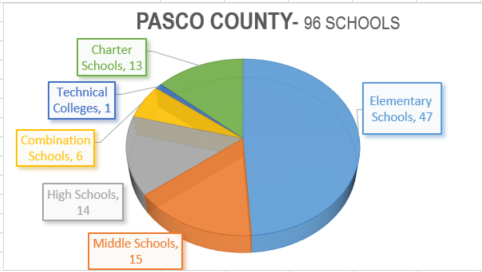 PASCO COUNTY- 96 SCHOOLS
Charter
Schools, 13
Technical
Colleges, 1
Elementary
Schools, 47
Combination
Schools, 6
High Schools,
14
Middle Schools,
15